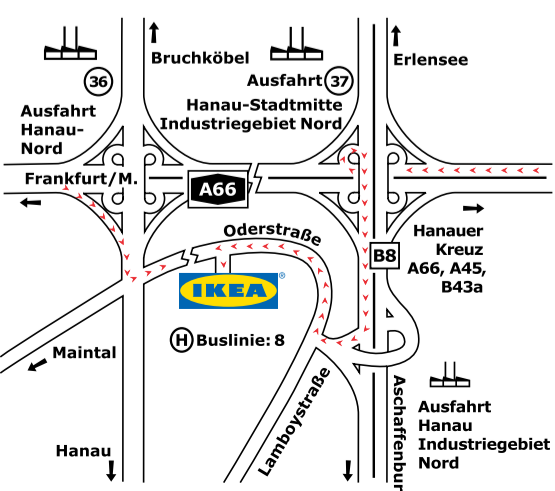 Bruchköbel
Erlensee
36
Ausfahrt 37
Ausfahrt
Hanau-
Nord
Hanau-Stadtmitte
Industriegebiet Nord
Frankfurt/M.
A66
Oderstraße
Hanauer
Kreuz
A66, A45,
B43a
B8
IKEA®
H Buslinie: 8
Maintal
Lamboystraße
Aschaffenbur
Ausfahrt
Hanau
Industriegebiet
Nord
Hanau